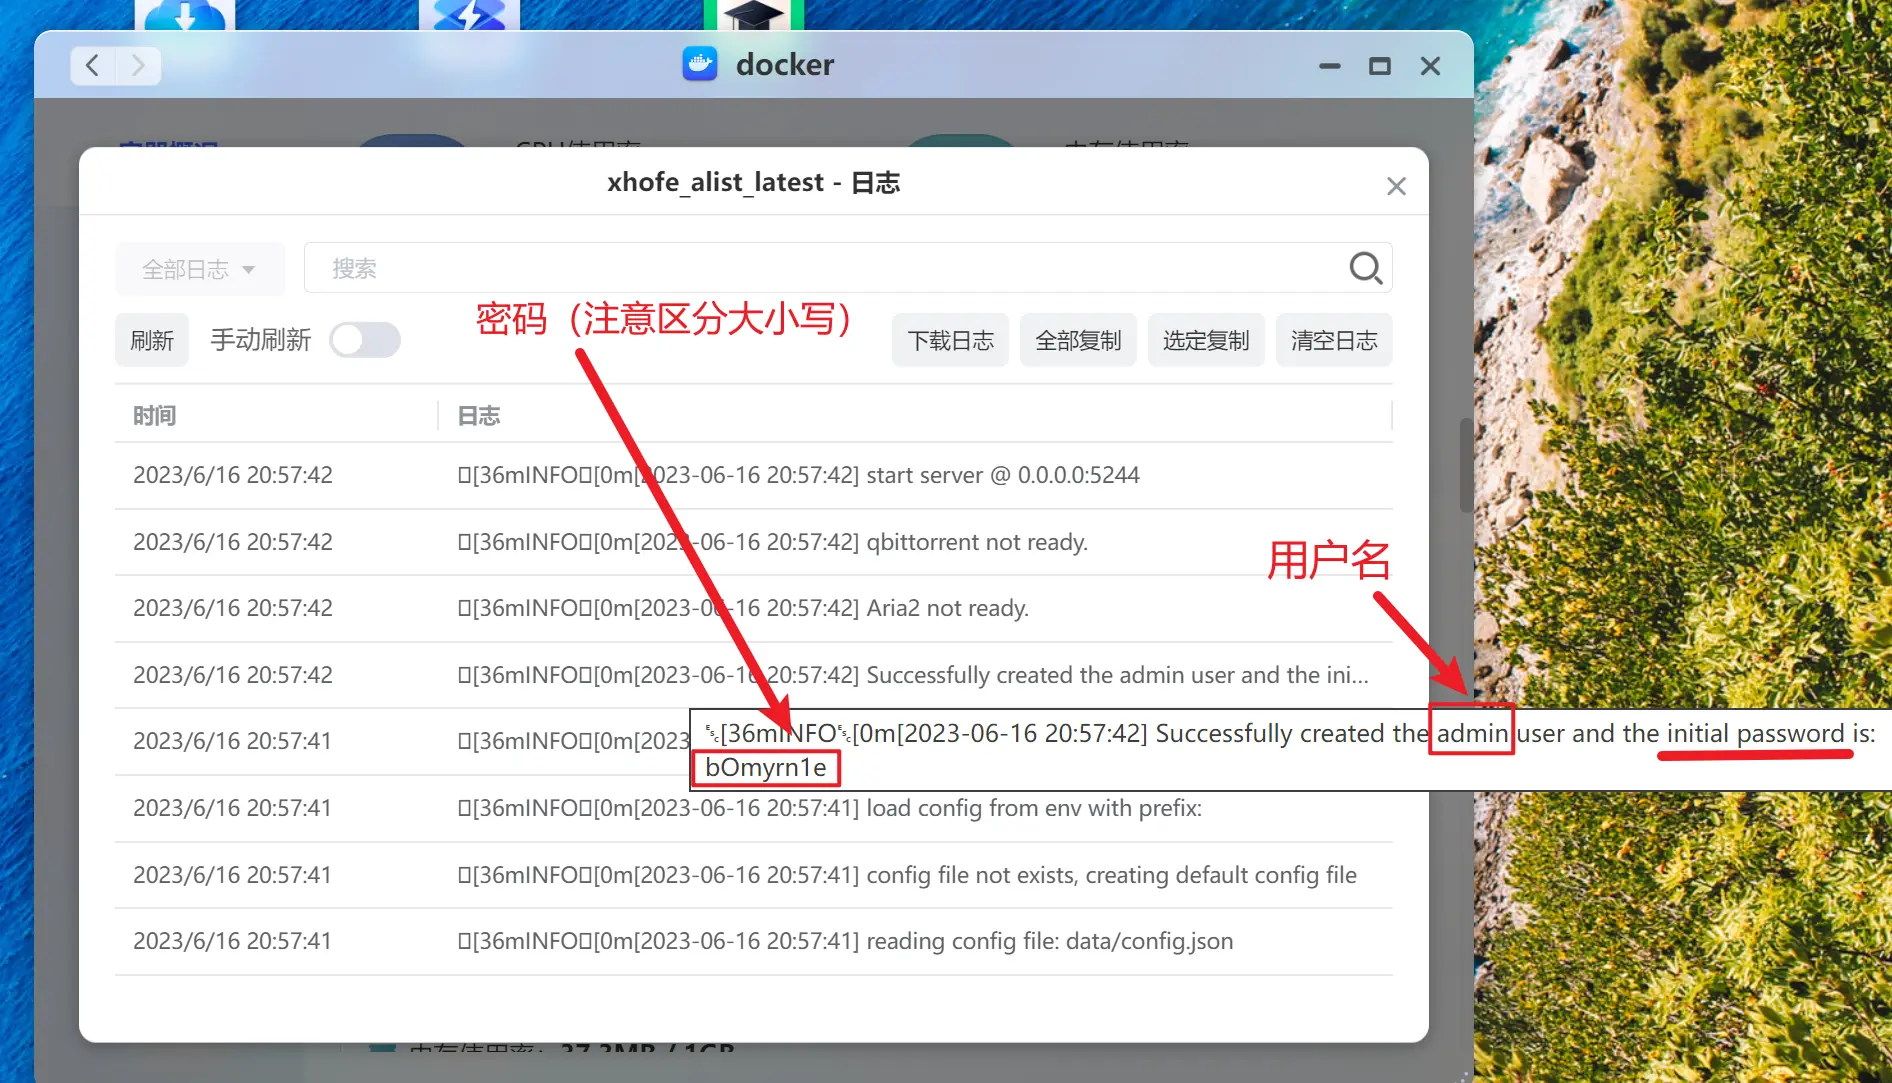 docker
xhofe_alist_latest - 日志
全部日志
搜索
密码（注意区分大小写）
刷新
手动刷新
下载日志
全部复制
选定复制
清空日志
时间
日志
2023/6/16 20:57:42
▯[36mINFO▯[0m[2023-06-16 20:57:42] start server @ 0.0.0.0:5244
2023/6/16 20:57:42
▯[36mINFO▯[0m[2023-06-16 20:57:42] qbittorrent not ready.
用户名
2023/6/16 20:57:42
▯[36mINFO▯[0m[2023-06-16 20:57:42] Aria2 not ready.
2023/6/16 20:57:42
▯[36mINFO▯[0m[2023-06-16 20:57:42] Successfully created the admin user and the ini...
␛[36mINFO␛[0m[2023-06-16 20:57:42] Successfully created the admin user and the initial password is:
bOmyrn1e
2023/6/16 20:57:41
▯[36mINFO▯[0m[2023
2023/6/16 20:57:41
▯[36mINFO▯[0m[2023-06-16 20:57:41] load config from env with prefix:
2023/6/16 20:57:41
▯[36mINFO▯[0m[2023-06-16 20:57:41] config file not exists, creating default config file
2023/6/16 20:57:41
▯[36mINFO▯[0m[2023-06-16 20:57:41] reading config file: data/config.json